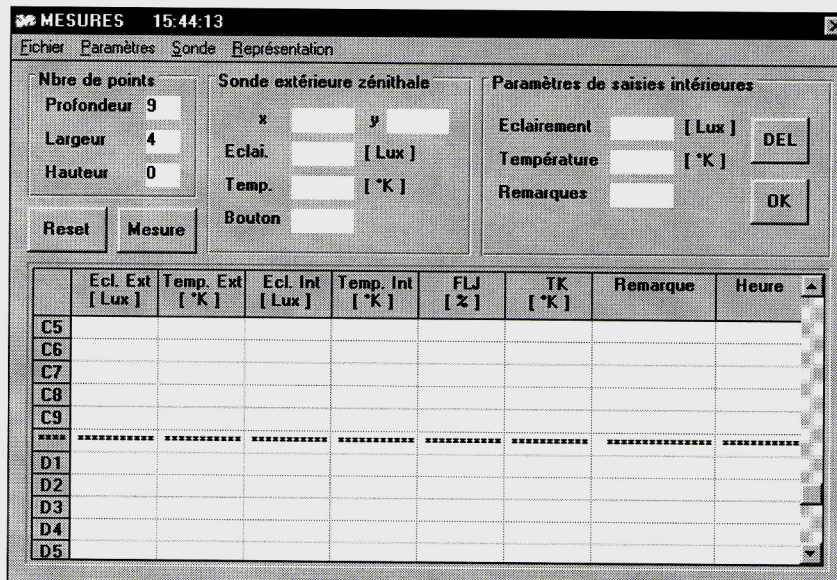 MESURES 15:44:13
Fichier Paramètres Sonde Représentation
Nbre de points
Profondeur 9
Largeur 4
Hauteur 0
Reset Mesure
Sonde extérieure zénithale
x y
Eclai. [ Lux ]
Temp. [ °K ]
Bouton
Paramètres de saisies intérieures
Eclairement [ Lux ]
Température [ °K ]
Remarques
DEL
OK
Ecl. Ext [ Lux ] Temp. Ext [ °K ] Ecl. Int [ Lux ] Temp. Int [ °K ] FLJ [ % ] TK [ °K ] Remarque Heure
C5
C6
C7
C8
C9
**** ********** ********** ********** ********** ********** ********** ********** **********
D1
D2
D3
D4
D5